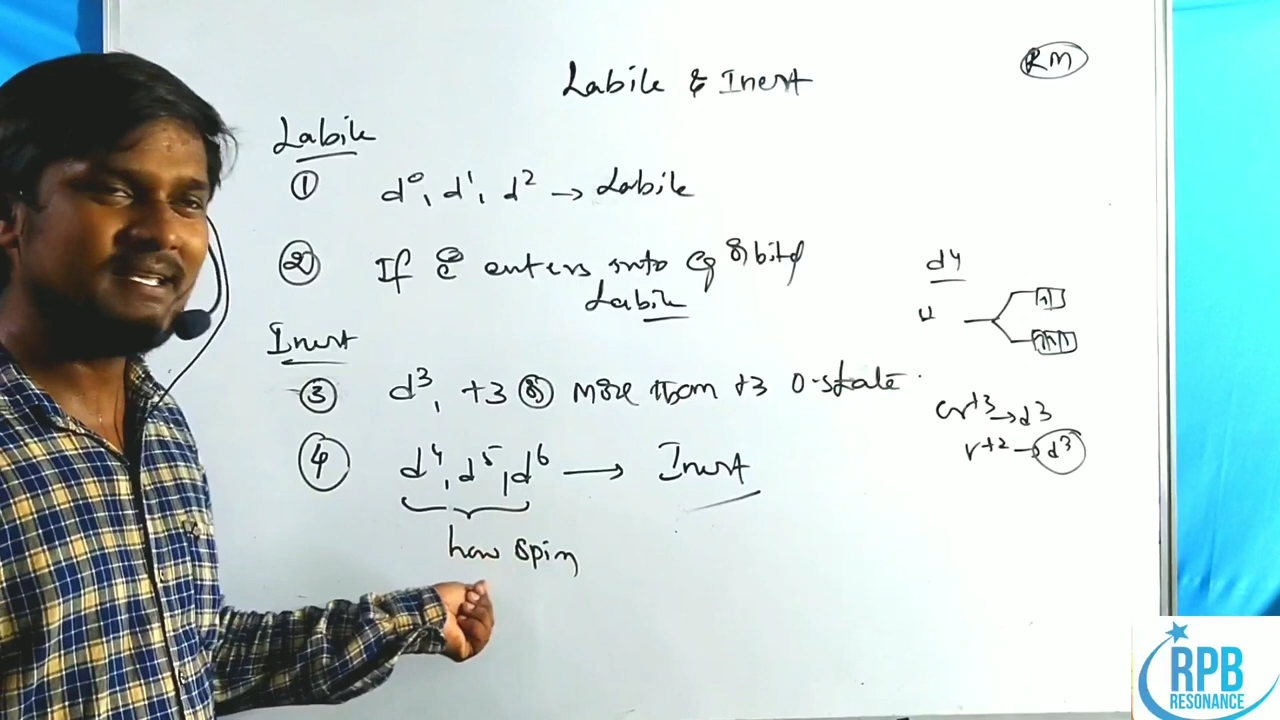 Labile & Inert
RM
Labile
① d⁰, d¹, d² → Labile
② If e⁻ enters into eg orbital
Labile
Inert
③ d³, +3 or more than +3 O-state
④ d⁴, d⁵, d⁶ → Inert
low spin
d⁴
Cr⁺³ → d³
V⁺² → d³
RPB
RESONANCE